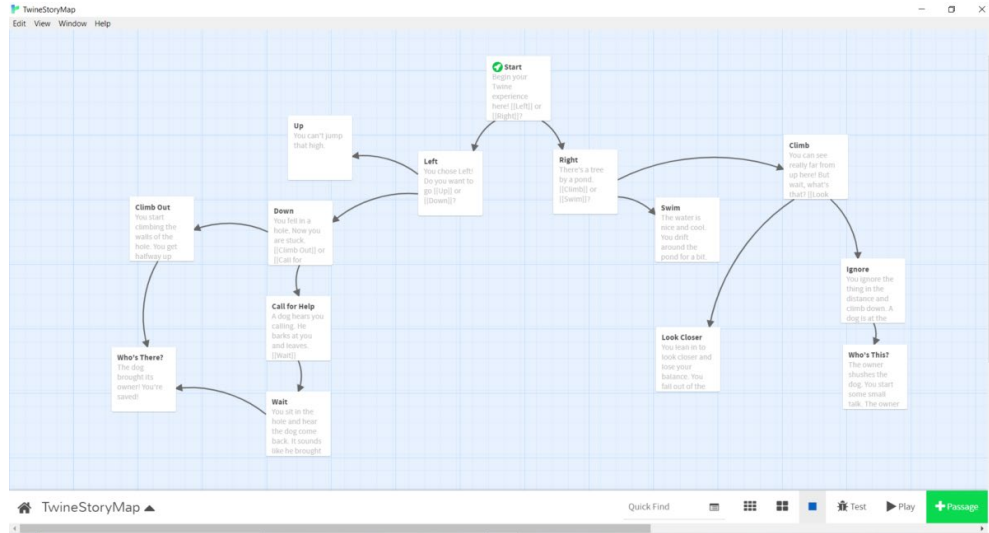 TwineStoryMap
Edit View Window Help
Start
Begin your
Twine
experience
here! [[Left]] or
[[Right]]?
Up
You can't jump
that high.
Left
You chose Left!
Do you want to
go [[Up]] or
[[Down]]?
Right
There's a tree
by a pond.
[[Climb]] or
[[Swim]]?
Climb
You can see
really far from
up here! But
wait, what's
that? [[Look
Climb Out
You start
climbing the
walls of the
hole. You get
halfway up
Down
You fell in a
hole. Now you
are stuck.
[[Climb Out]] or
[[Call for
Swim
The water is
nice and cool.
You drift
around the
pond for a bit.
Ignore
You ignore the
thing in the
distance and
climb down. A
dog is at the
Call for Help
A dog hears you
calling. He
barks at you
and leaves.
[[Wait]]
Look Closer
You lean in to
look closer and
lose your
balance. You
fall out of the
Who's There?
The dog
brought its
owner! You're
saved!
Who's This?
The owner
shushes the
dog. You start
some small
talk. The owner
Wait
You sit in the
hole and hear
the dog come
back. It sounds
like he brought
TwineStoryMap
Quick Find
Test
Play
+Passage